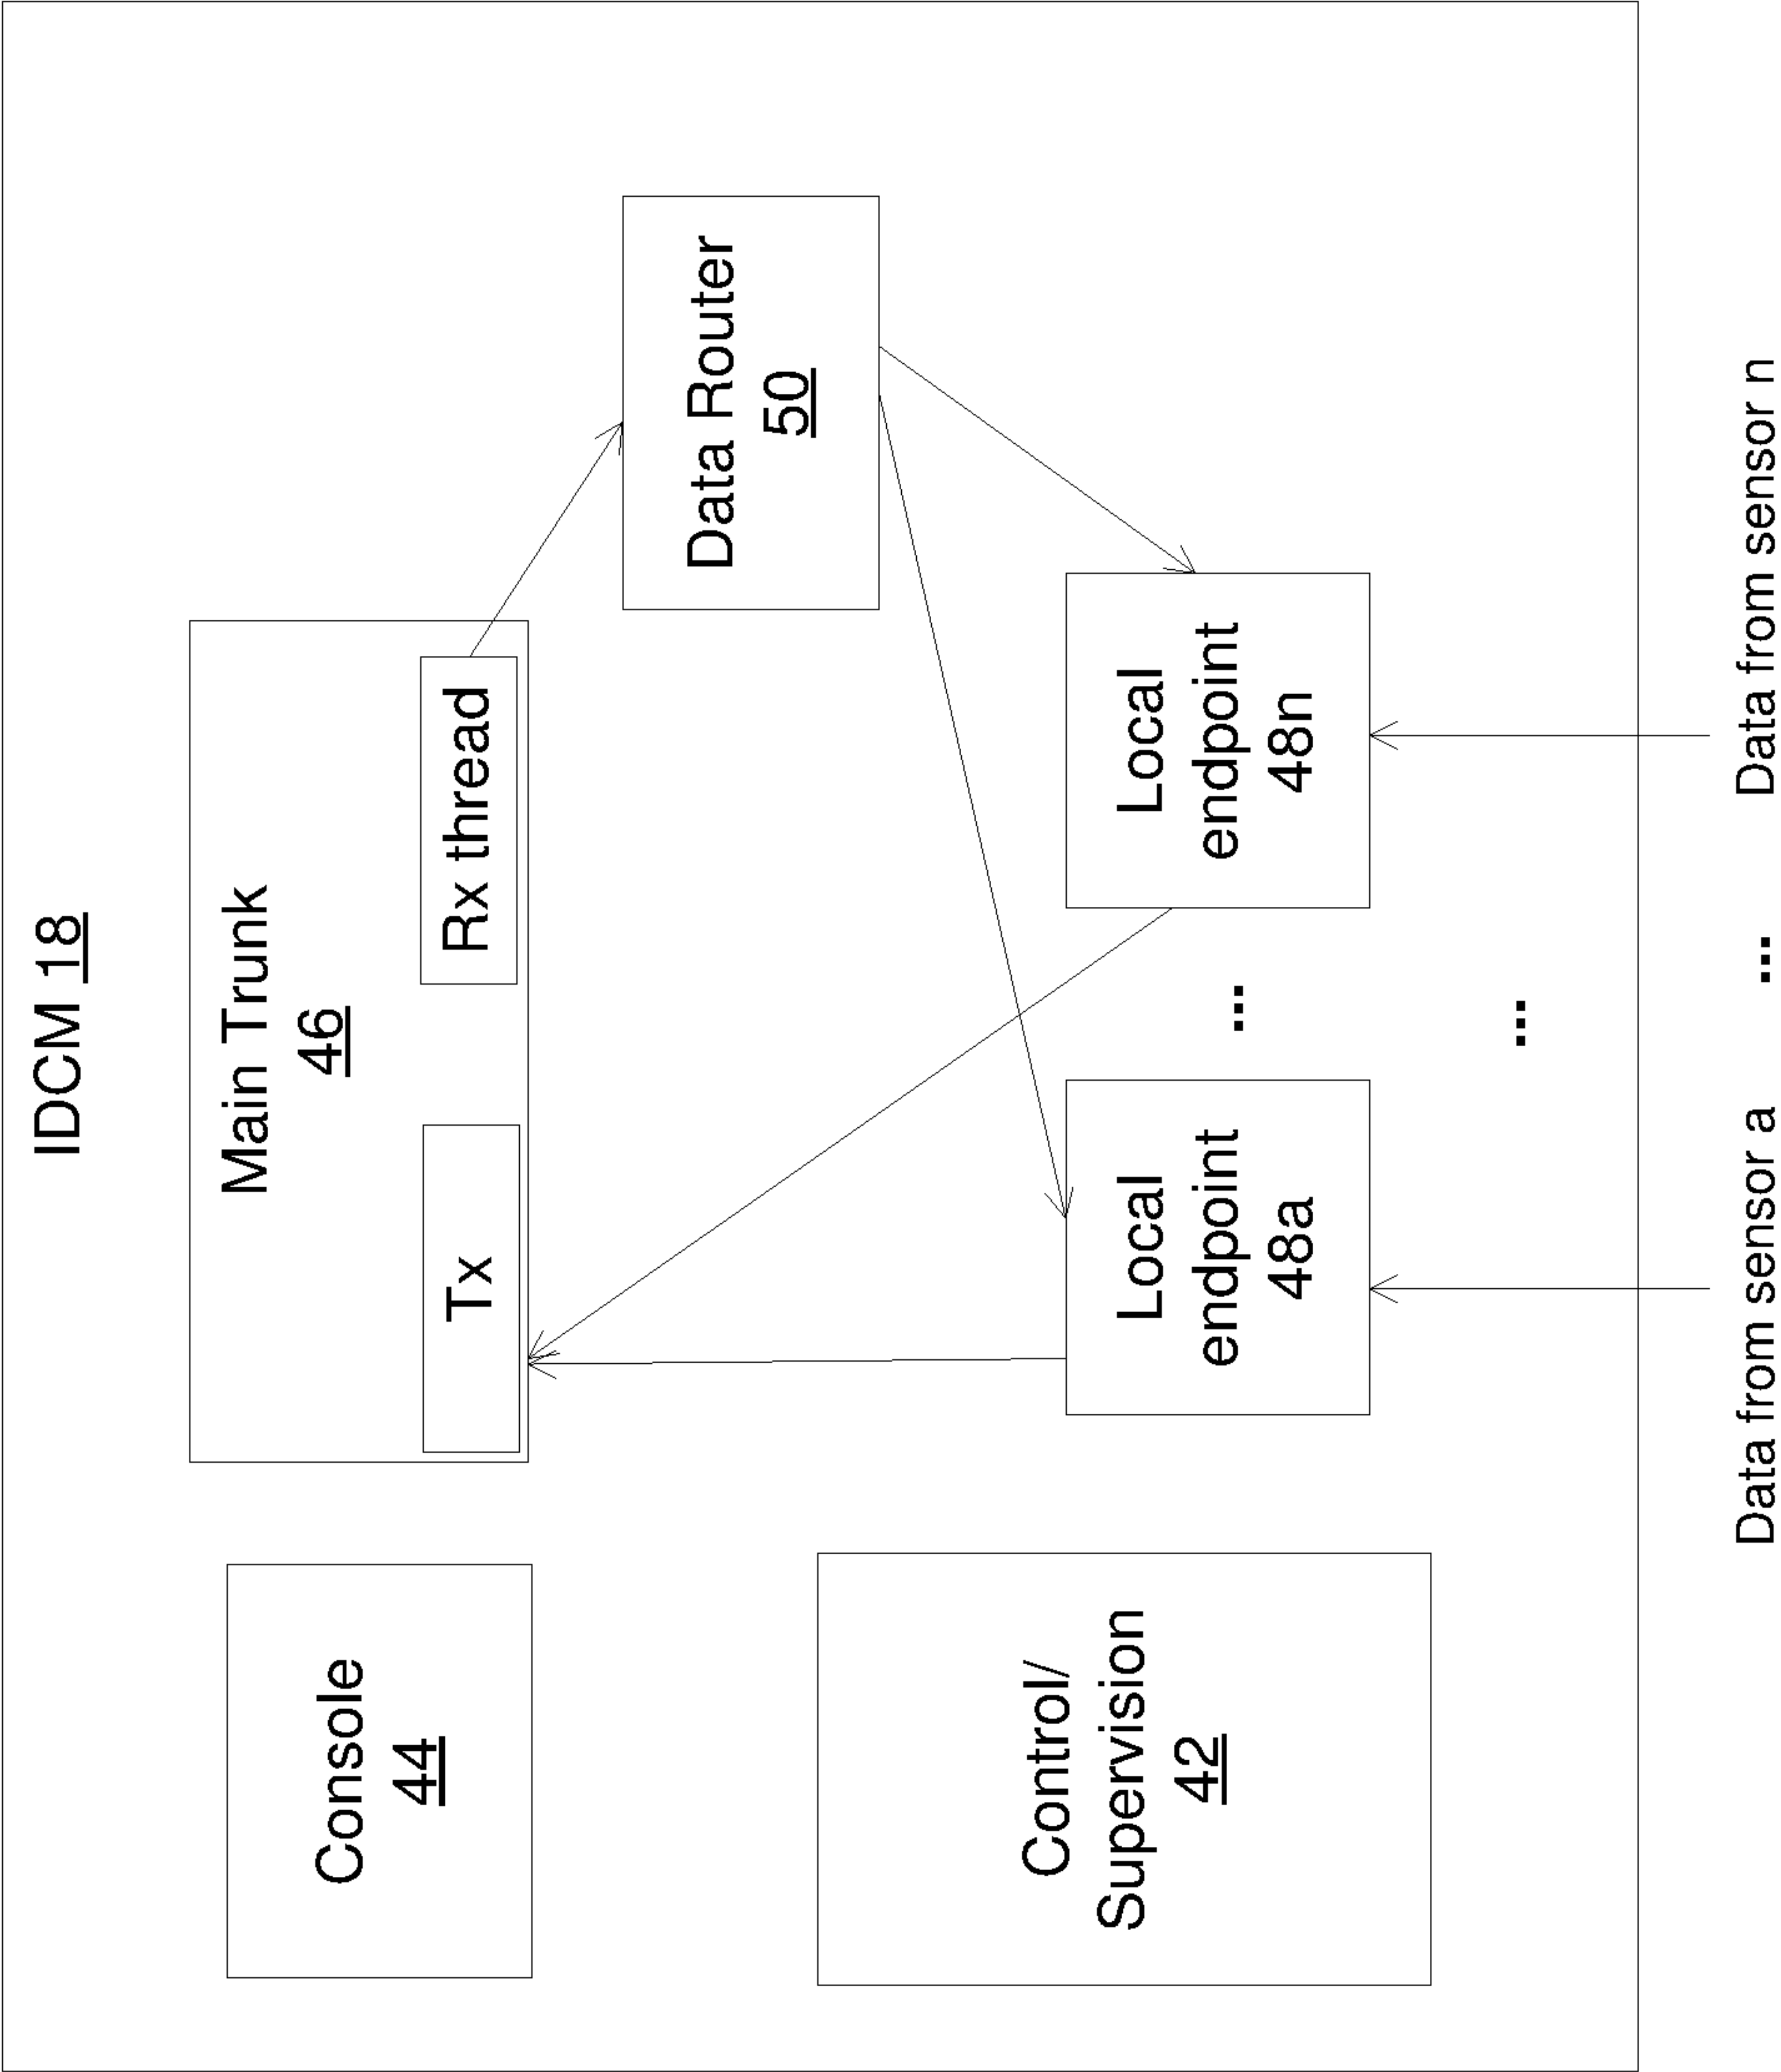 IDCM 18
Console
44
Main Trunk
46
Tx
Rx thread
Data Router
50
Control/
Supervision
42
Local
endpoint
48a
...
Local
endpoint
48n
...
Data from sensor a
...
Data from sensor n